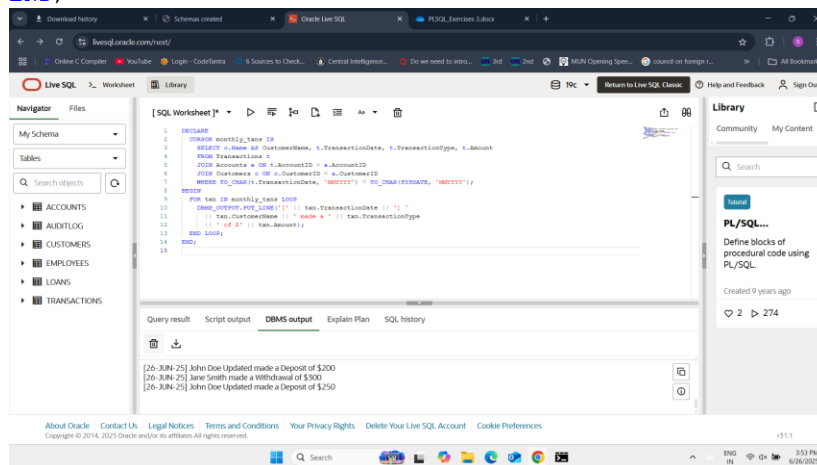 Download history
Schemas created
Oracle Live SQL
PLSQL_Exercises 3.docx
livesql.oracle.com/next/
Online C Compiler
YouTube
Login - CodeTantra
6 Sources to Check...
Central Intelligence...
Do we need to intro...
3rd
2nd
MUN Opening Spee...
council on foreign r...
All Bookmark
Live SQL
Worksheet
Library
19c
Return to Live SQL Classic
Help and Feedback
Sign Ou
Navigator
Files
My Schema
Tables
Search objects
ACCOUNTS
AUDITLOG
CUSTOMERS
EMPLOYEES
LOANS
TRANSACTIONS
[ SQL Worksheet ]*
Aa
1 DECLARE
2 CURSOR monthly_txns IS
3 SELECT c.Name AS CustomerName, t.TransactionDate, t.TransactionType, t.Amount
4 FROM Transactions t
5 JOIN Accounts a ON t.AccountID = a.AccountID
6 JOIN Customers c ON c.CustomerID = a.CustomerID
7 WHERE TO_CHAR(t.TransactionDate, 'MMYYYY') = TO_CHAR(SYSDATE, 'MMYYYY');
8 BEGIN
9 FOR txn IN monthly_txns LOOP
10 DBMS_OUTPUT.PUT_LINE('[' || txn.TransactionDate || '] '
11 || txn.CustomerName || ' made a ' || txn.TransactionType
12 || ' of $' || txn.Amount);
13 END LOOP;
14 END;
15
Query result
Script output
DBMS output
Explain Plan
SQL history
[26-JUN-25] John Doe Updated made a Deposit of $200
[26-JUN-25] Jane Smith made a Withdrawal of $300
[26-JUN-25] John Doe Updated made a Deposit of $250
Library
Community
My Content
Search
Tutorial
PL/SQL...
Define blocks of
procedural code using
PL/SQL.
Created 9 years ago
2
274
About Oracle
Contact Us
Legal Notices
Terms and Conditions
Your Privacy Rights
Delete Your Live SQL Account
Cookie Preferences
Copyright © 2014, 2025 Oracle and/or its affiliates All rights reserved.
r31.1
Search
ENG
IN
3:53 PM
6/26/2025